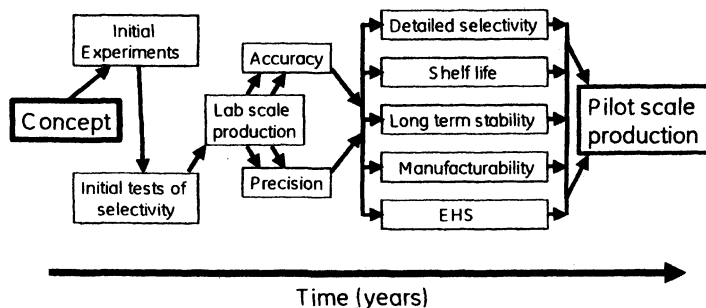 Concept
Initial
Experiments
Initial tests of
selectivity
Lab scale
production
Accuracy
Precision
Detailed selectivity
Shelf life
Long term stability
Manufacturability
EHS
Pilot scale
production
Time (years)